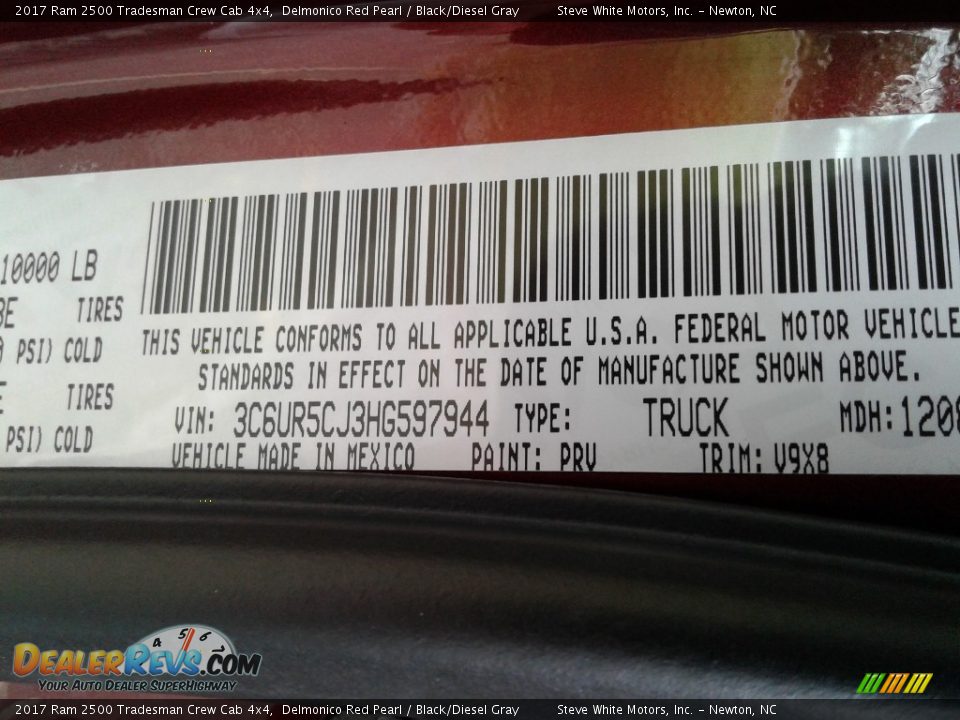 2017 Ram 2500 Tradesman Crew Cab 4x4, Delmonico Red Pearl / Black/Diesel Gray Steve White Motors, Inc. – Newton, NC
10000 LB
TIRES
PSI) COLD
TIRES
PSI) COLD
THIS VEHICLE CONFORMS TO ALL APPLICABLE U.S.A. FEDERAL MOTOR VEHICLE
STANDARDS IN EFFECT ON THE DATE OF MANUFACTURE SHOWN ABOVE.
VIN: 3C6UR5CJ3HG597944 TYPE: TRUCK MDH: 1208
VEHICLE MADE IN MEXICO PAINT: PRV TRIM: V9X8
4 5 6
DEALERREVS.COM
YOUR AUTO DEALER SUPERHIGHWAY
2017 Ram 2500 Tradesman Crew Cab 4x4, Delmonico Red Pearl / Black/Diesel Gray Steve White Motors, Inc. – Newton, NC